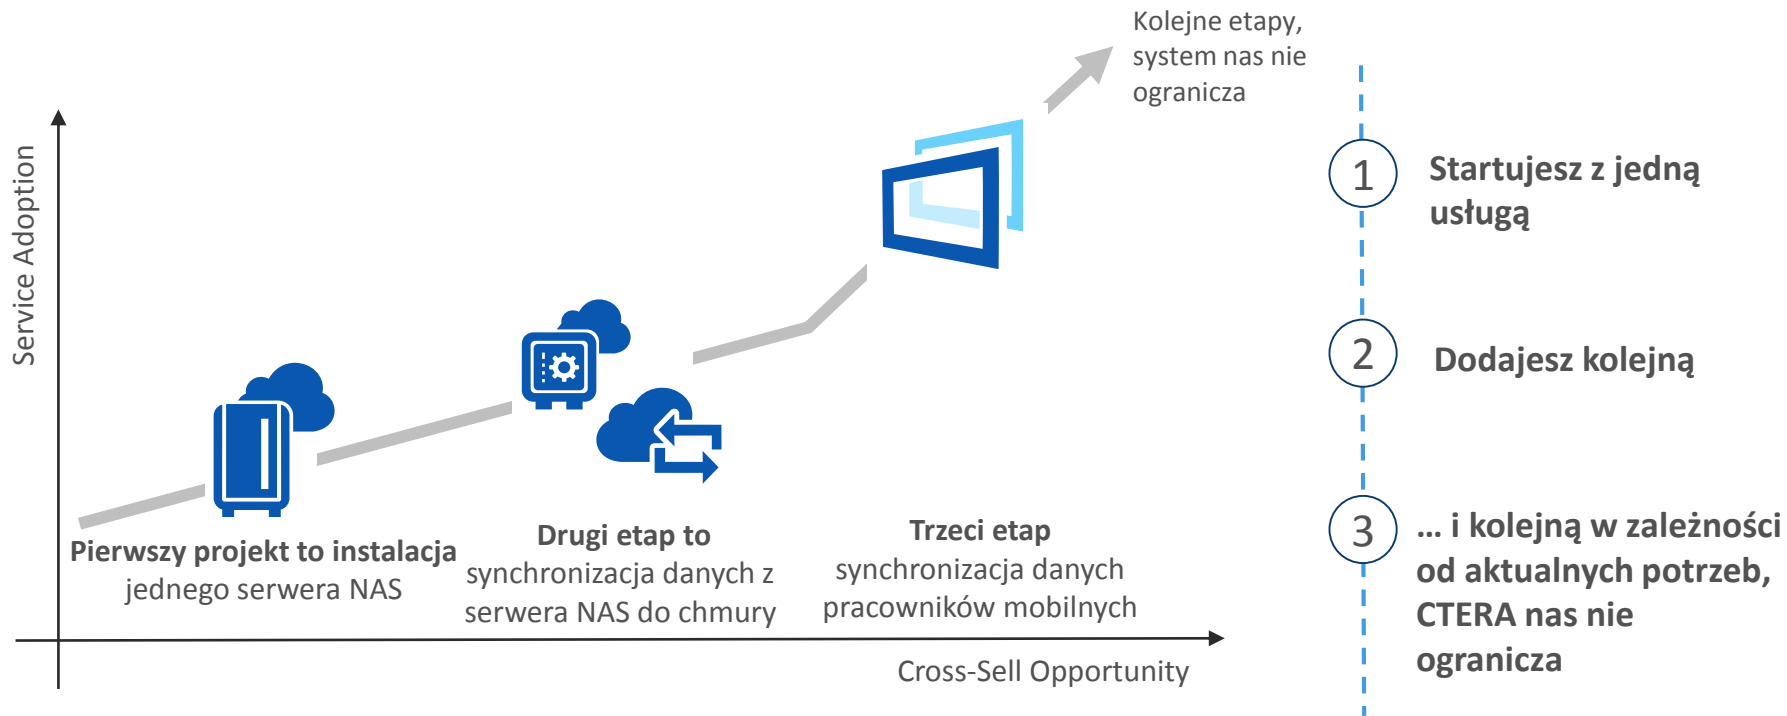 Kolejne etapy,
system nas nie
ogranicza
Service Adoption
Pierwszy projekt to instalacja
jednego serwera NAS
Drugi etap to
synchronizacja danych z
serwera NAS do chmury
Trzeci etap
synchronizacja danych
pracowników mobilnych
Cross-Sell Opportunity
1
Startujesz z jedną
usługą
2
Dodajesz kolejną
3
... i kolejną w zależności
od aktualnych potrzeb,
CTERA nas nie
ogranicza